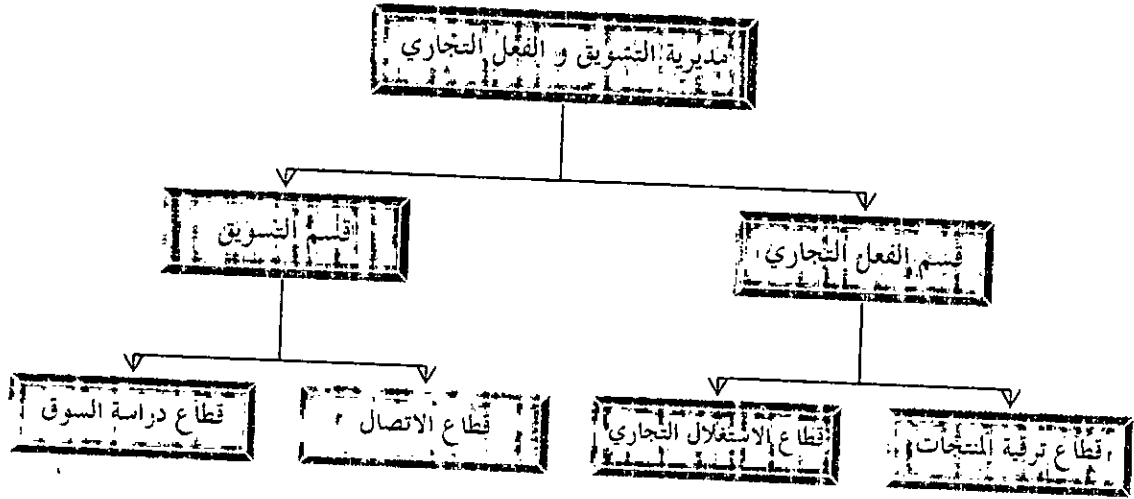 مديرية التسويق و الفعل التجاري
قسم الفعل التجاري
قسم التسويق
قطاع ترقية المنتجات
قطاع الاستغلال التجاري
قطاع الاتصال
قطاع دراسة السوق